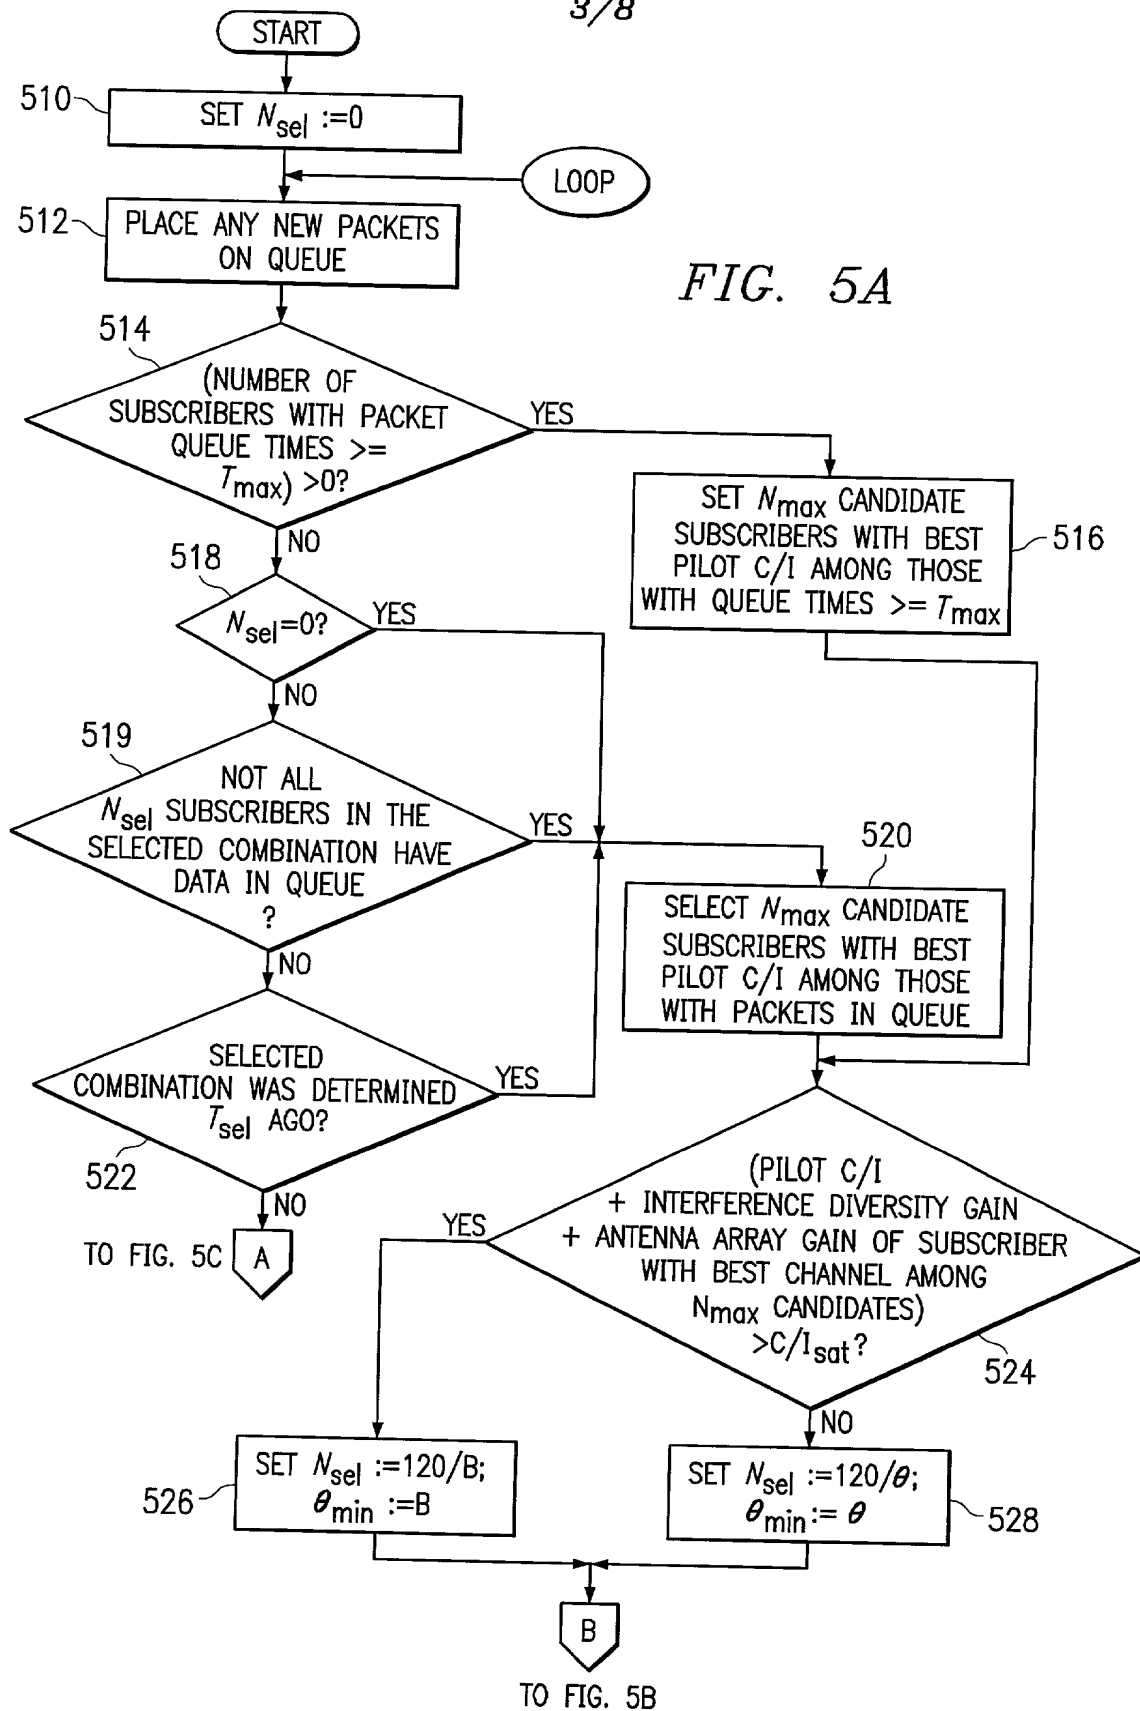 3/8
START
510
SET Nsel :=0
LOOP
512
PLACE ANY NEW PACKETS
ON QUEUE
FIG. 5A
514
(NUMBER OF
SUBSCRIBERS WITH PACKET
QUEUE TIMES >=
Tmax) >0?
YES
NO
SET Nmax CANDIDATE
SUBSCRIBERS WITH BEST
PILOT C/I AMONG THOSE
WITH QUEUE TIMES >= Tmax
516
518
Nsel=0?
YES
NO
519
NOT ALL
Nsel SUBSCRIBERS IN THE
SELECTED COMBINATION HAVE
DATA IN QUEUE
?
YES
NO
520
SELECT Nmax CANDIDATE
SUBSCRIBERS WITH BEST
PILOT C/I AMONG THOSE
WITH PACKETS IN QUEUE
SELECTED
COMBINATION WAS DETERMINED
Tsel AGO?
YES
522
NO
TO FIG. 5C
A
(PILOT C/I
+ INTERFERENCE DIVERSITY GAIN
+ ANTENNA ARRAY GAIN OF SUBSCRIBER
WITH BEST CHANNEL AMONG
Nmax CANDIDATES)
>C/Isat?
YES
524
NO
SET Nsel :=120/B;
θmin :=B
526
SET Nsel :=120/θ;
θmin := θ
528
B
TO FIG. 5B